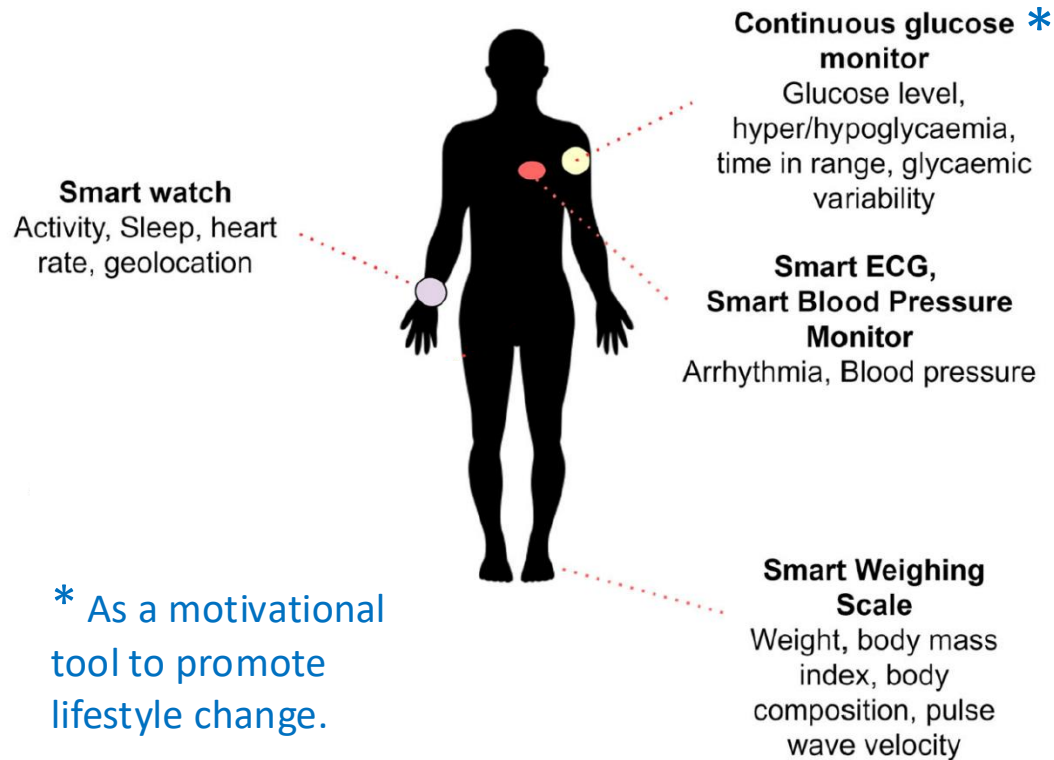 Continuous glucose *
monitor
Glucose level,
hyper/hypoglycaemia,
time in range, glycaemic
variability
Smart watch
Activity, Sleep, heart
rate, geolocation
Smart ECG,
Smart Blood Pressure
Monitor
Arrhythmia, Blood pressure
* As a motivational
tool to promote
lifestyle change.
Smart Weighing
Scale
Weight, body mass
index, body
composition, pulse
wave velocity